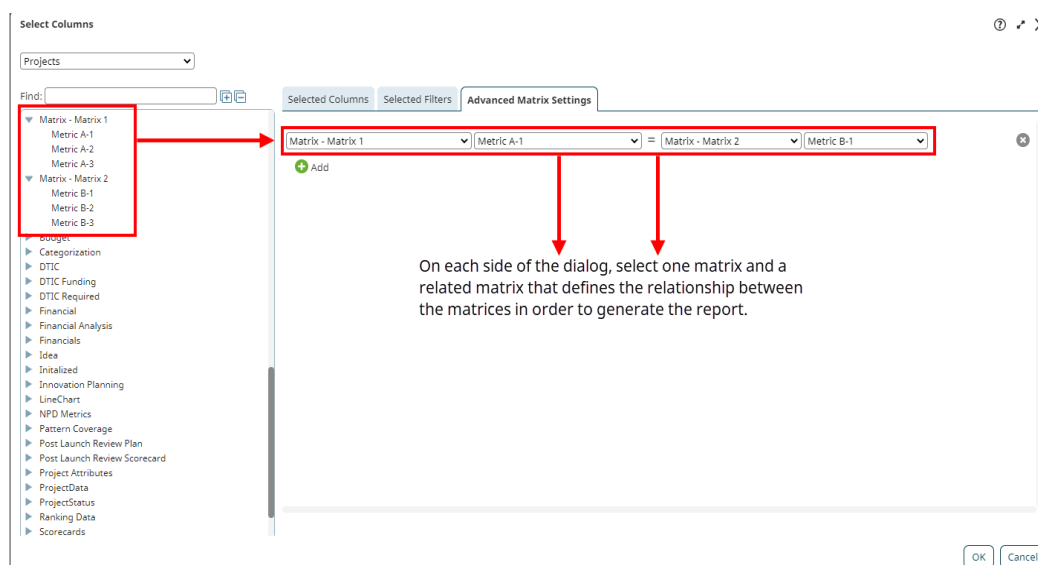 Select Columns
Projects
Find:
Selected Columns Selected Filters Advanced Matrix Settings
Matrix - Matrix 1
Metric A-1
Metric A-2
Metric A-3
Matrix - Matrix 2
Metric B-1
Metric B-2
Metric B-3
Budget
Categorization
DTIC
DTIC Funding
DTIC Required
Financial
Financial Analysis
Financials
Idea
Initalized
Innovation Planning
LineChart
NPD Metrics
Pattern Coverage
Post Launch Review Plan
Post Launch Review Scorecard
Project Attributes
ProjectData
ProjectStatus
Ranking Data
Scorecards
Matrix - Matrix 1 Metric A-1 = Matrix - Matrix 2 Metric B-1
Add
On each side of the dialog, select one matrix and a
related matrix that defines the relationship between
the matrices in order to generate the report.
OK Cancel